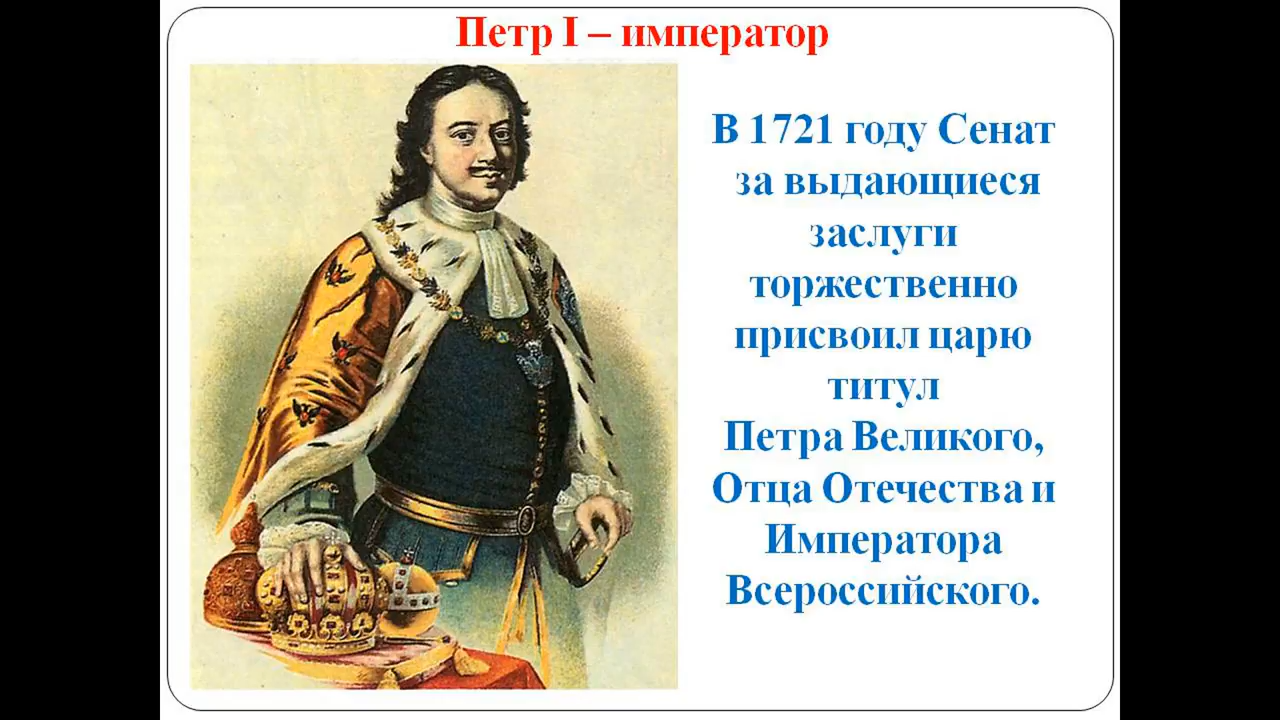 Петр I – император
В 1721 году Сенат
за выдающиеся
заслуги
торжественно
присвоил царю
титул
Петра Великого,
Отца Отечества и
Императора
Всероссийского.